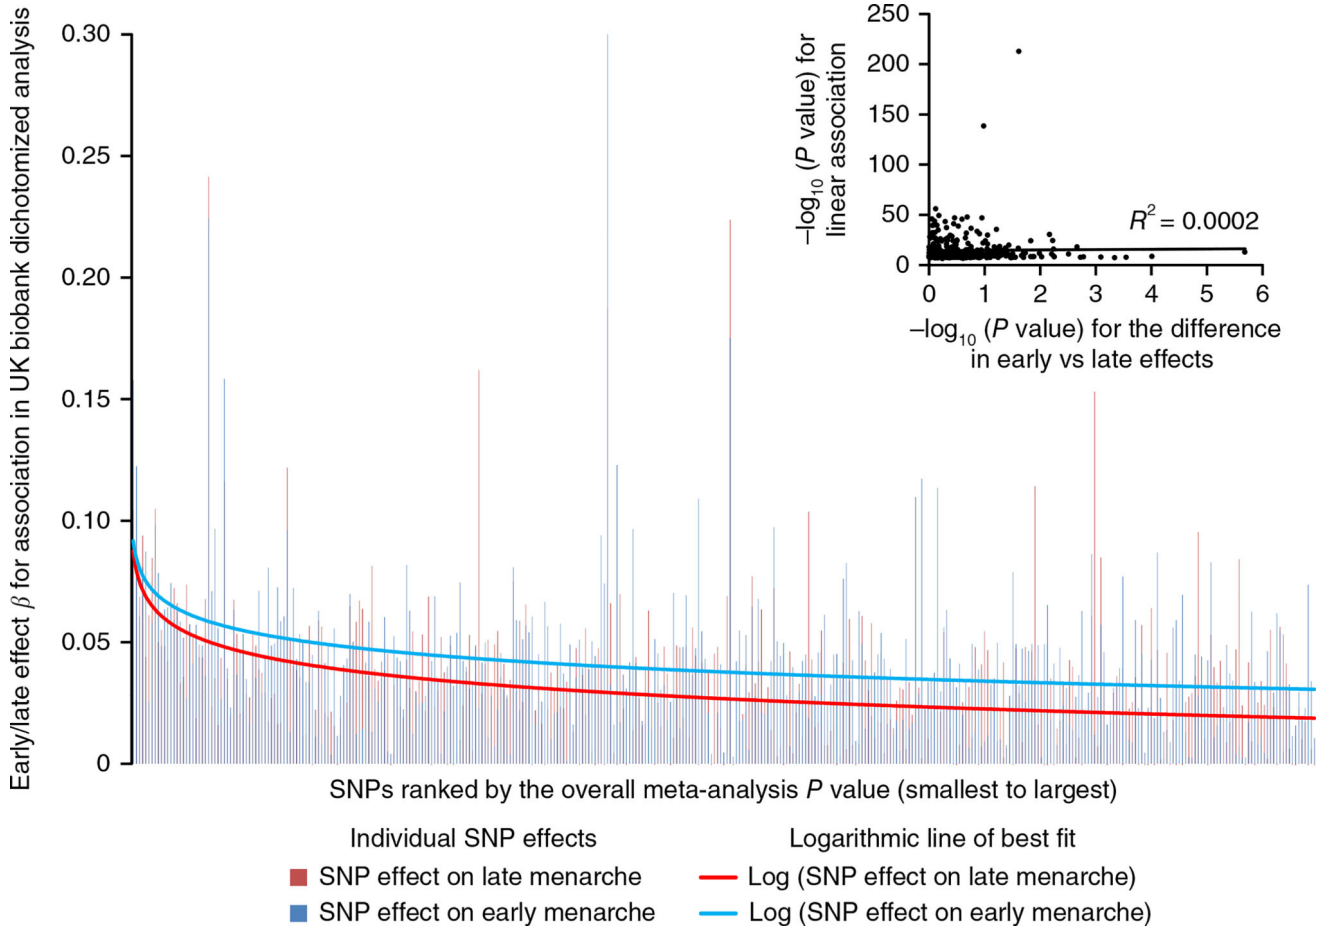 Early/late effect β for association in UK biobank dichotomized analysis
0.30
0.25
0.20
0.15
0.10
0.05
0
SNPs ranked by the overall meta-analysis P value (smallest to largest)
–log10 (P value) for
linear association
250
200
150
100
50
0
R2 = 0.0002
0 1 2 3 4 5 6
–log10 (P value) for the difference
in early vs late effects
Individual SNP effects
SNP effect on late menarche
SNP effect on early menarche
Logarithmic line of best fit
Log (SNP effect on late menarche)
Log (SNP effect on early menarche)